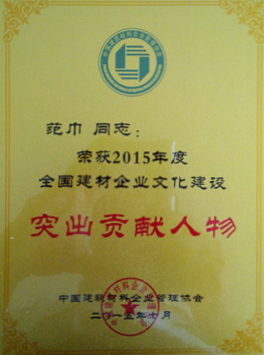 范巾 同志：
荣获2015年度
全国建材企业文化建设
突出贡献人物
中国建筑材料企业管理协会
二〇一五年七月